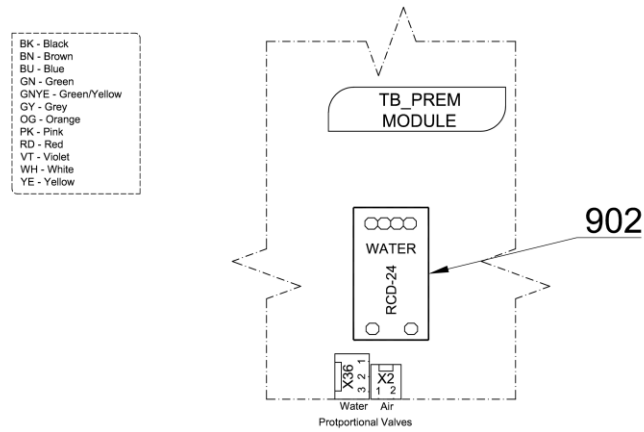 BK - Black
BN - Brown
BU - Blue
GN - Green
GNYE - Green/Yellow
GY - Grey
OG - Orange
PK - Pink
RD - Red
VT - Violet
WH - White
YE - Yellow
TB_PREM
MODULE
902
WATER
RCD-24
X36
1
2
3
X2
1 2
Water Air
Protportional Valves